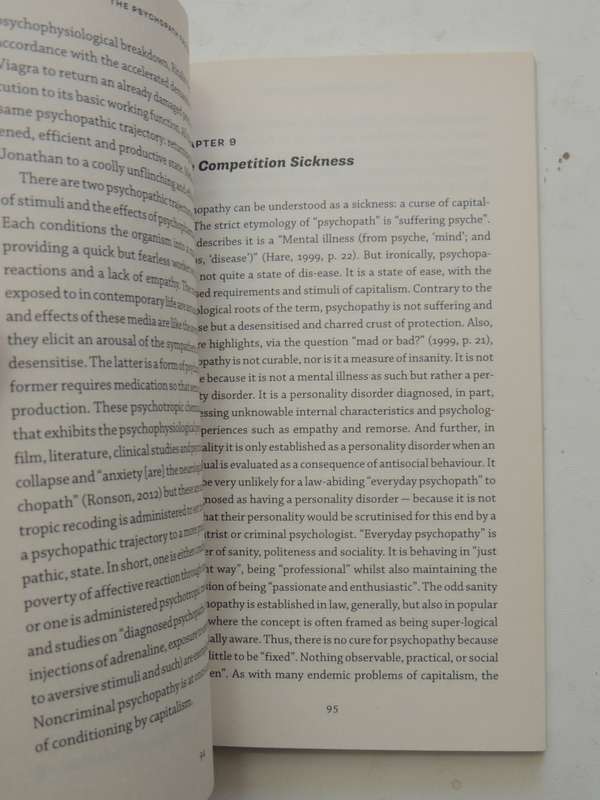 THE PSYCHOPATH
psychophysiological breakdown.
accordance with the accelerated
Viagra to return an already damaged
tution to its basic working function.
same psychopathic trajectory: returning
ened, efficient and productive state.
Jonathan to a coolly unflinching and
There are two psychopathic
of stimuli and the effects of
Each conditions the organism into a
providing a quick but fearless
reactions and a lack of empathy.
exposed to in contemporary life are
and effects of these media are like the
they elicit an arousal of the
desensitise. The latter is a form of
former requires medication so that
production. These psychotropic
that exhibits the psychophysiological
film, literature, clinical studies and
collapse and “anxiety [are] the
chopath” (Ronson, 2012) but these
tropic recoding is administered to
a psychopathic trajectory to a more
pathic, state. In short, one is either
poverty of affective reaction through
or one is administered psychotropic
and studies on “diagnosed
injections of adrenaline, exposure to
to aversive stimuli and such) are
Noncriminal psychopathy is at
of conditioning by capitalism.
94
APTER 9
Competition Sickness
opathy can be understood as a sickness: a curse of capital-
The strict etymology of “psychopath” is “suffering psyche”.
describes it is a “Mental illness (from psyche, ‘mind’; and
s, ‘disease’)” (Hare, 1999, p. 22). But ironically, psychopa-
not quite a state of dis-ease. It is a state of ease, with the
sed requirements and stimuli of capitalism. Contrary to the
ological roots of the term, psychopathy is not suffering and
se but a desensitised and charred crust of protection. Also,
re highlights, via the question “mad or bad?” (1999, p. 21),
opathy is not curable, nor is it a measure of insanity. It is not
e because it is not a mental illness as such but rather a per-
ty disorder. It is a personality disorder diagnosed, in part,
essing unknowable internal characteristics and psycholog-
periences such as empathy and remorse. And further, in
nality it is only established as a personality disorder when an
dual is evaluated as a consequence of antisocial behaviour. It
be very unlikely for a law-abiding “everyday psychopath” to
gnosed as having a personality disorder — because it is not
that their personality would be scrutinised for this end by a
atrist or criminal psychologist. “Everyday psychopathy” is
er of sanity, politeness and sociality. It is behaving in “just
ht way”, being “professional” whilst also maintaining the
sion of being “passionate and enthusiastic”. The odd sanity
hopathy is established in law, generally, but also in popular
where the concept is often framed as being super-logical
ally aware. Thus, there is no cure for psychopathy because
little to be “fixed”. Nothing observable, practical, or social
en”. As with many endemic problems of capitalism, the
95